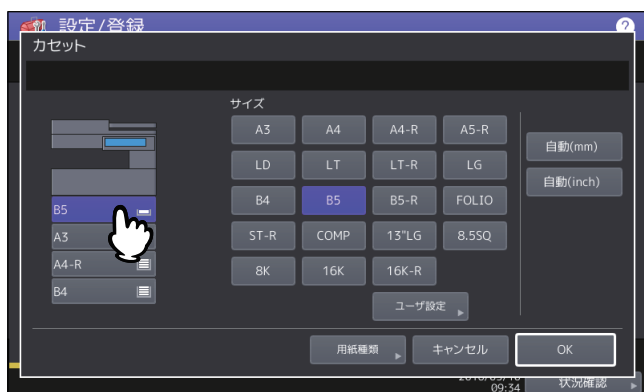 設定/登録
?
カセット
サイズ
A3 A4 A4-R A5-R
自動(mm)
LD LT LT-R LG
自動(inch)
B4 B5 B5-R FOLIO
ST-R COMP 13"LG 8.5SQ
8K 16K 16K-R
ユーザ設定
B5
A3
A4-R
B4
用紙種類 キャンセル OK
09:34 状況確認